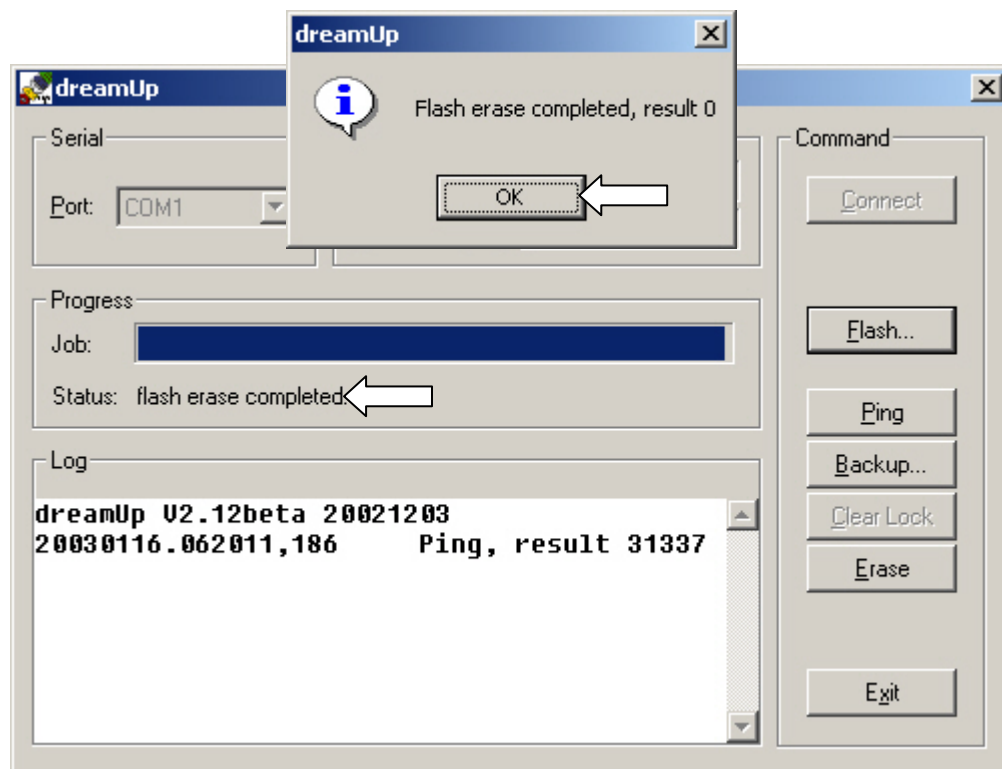 dreamUp
Flash erase completed, result 0
OK
dreamUp
Serial
Port: COM1
Progress
Job:
Status: flash erase completed.
Log
dreamUp V2.12beta 20021203
20030116.062011,186 Ping, result 31337
Command
Connect
Flash...
Ping
Backup...
Clear Lock
Erase
Exit